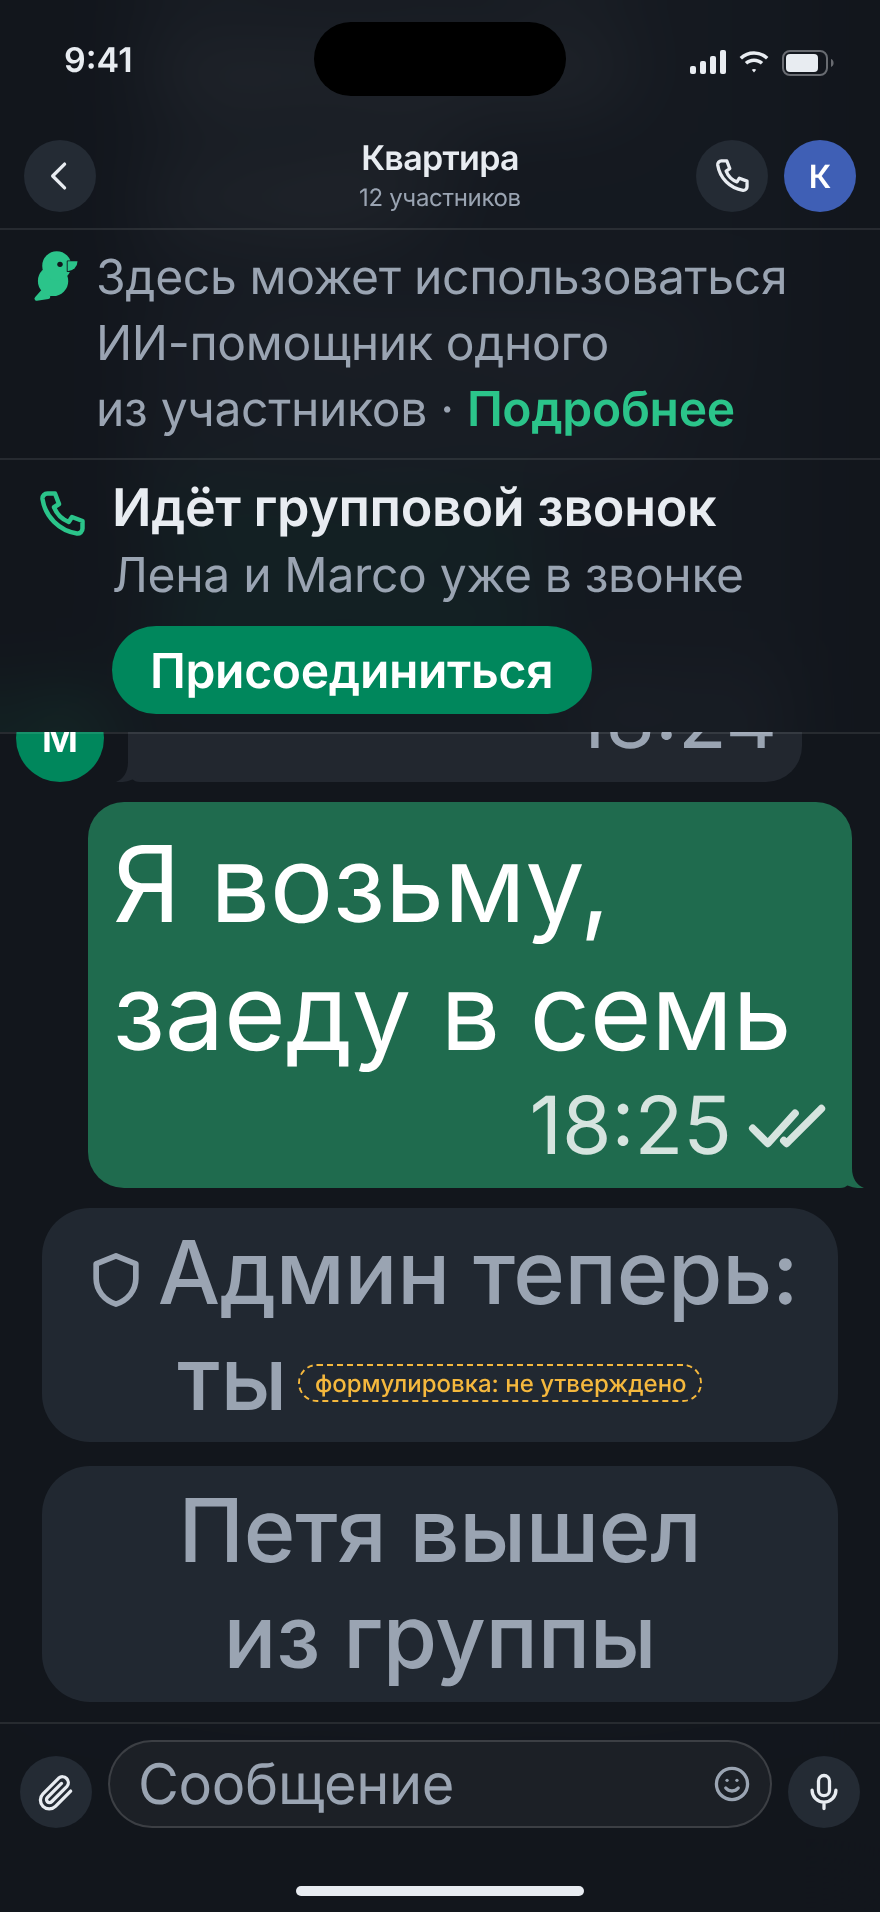 9:41
Квартира
12 участников
К
Здесь может использоваться
ИИ-помощник одного
из участников · Подробнее
Идёт групповой звонок
Лена и Marco уже в звонке
Присоединиться
М
18:24
Я возьму,
заеду в семь
18:25
Админ теперь:
ты формулировка: не утверждено
Петя вышел
из группы
Сообщение